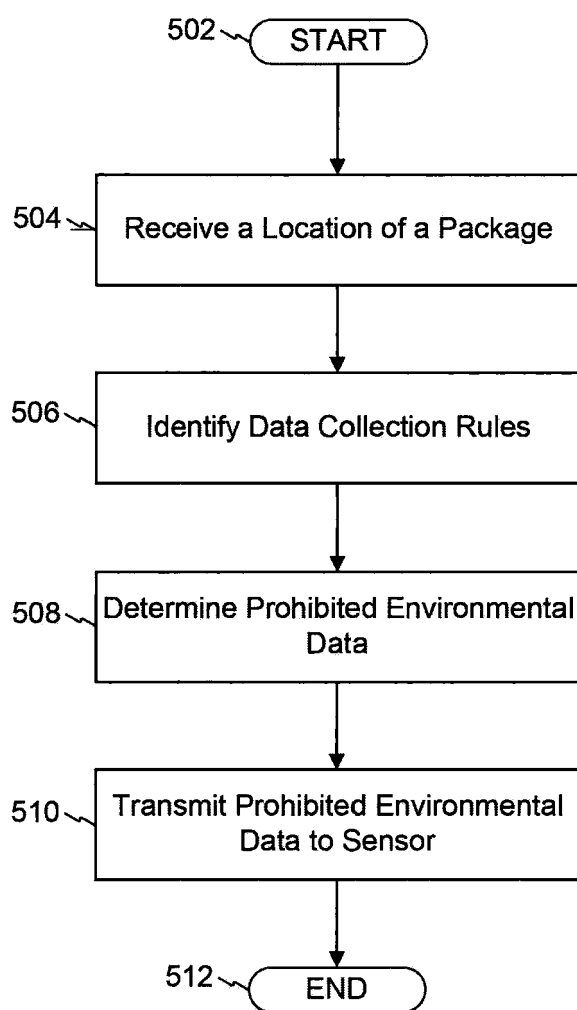 502 START
504 Receive a Location of a Package
506 Identify Data Collection Rules
508 Determine Prohibited Environmental
Data
510 Transmit Prohibited Environmental
Data to Sensor
512 END